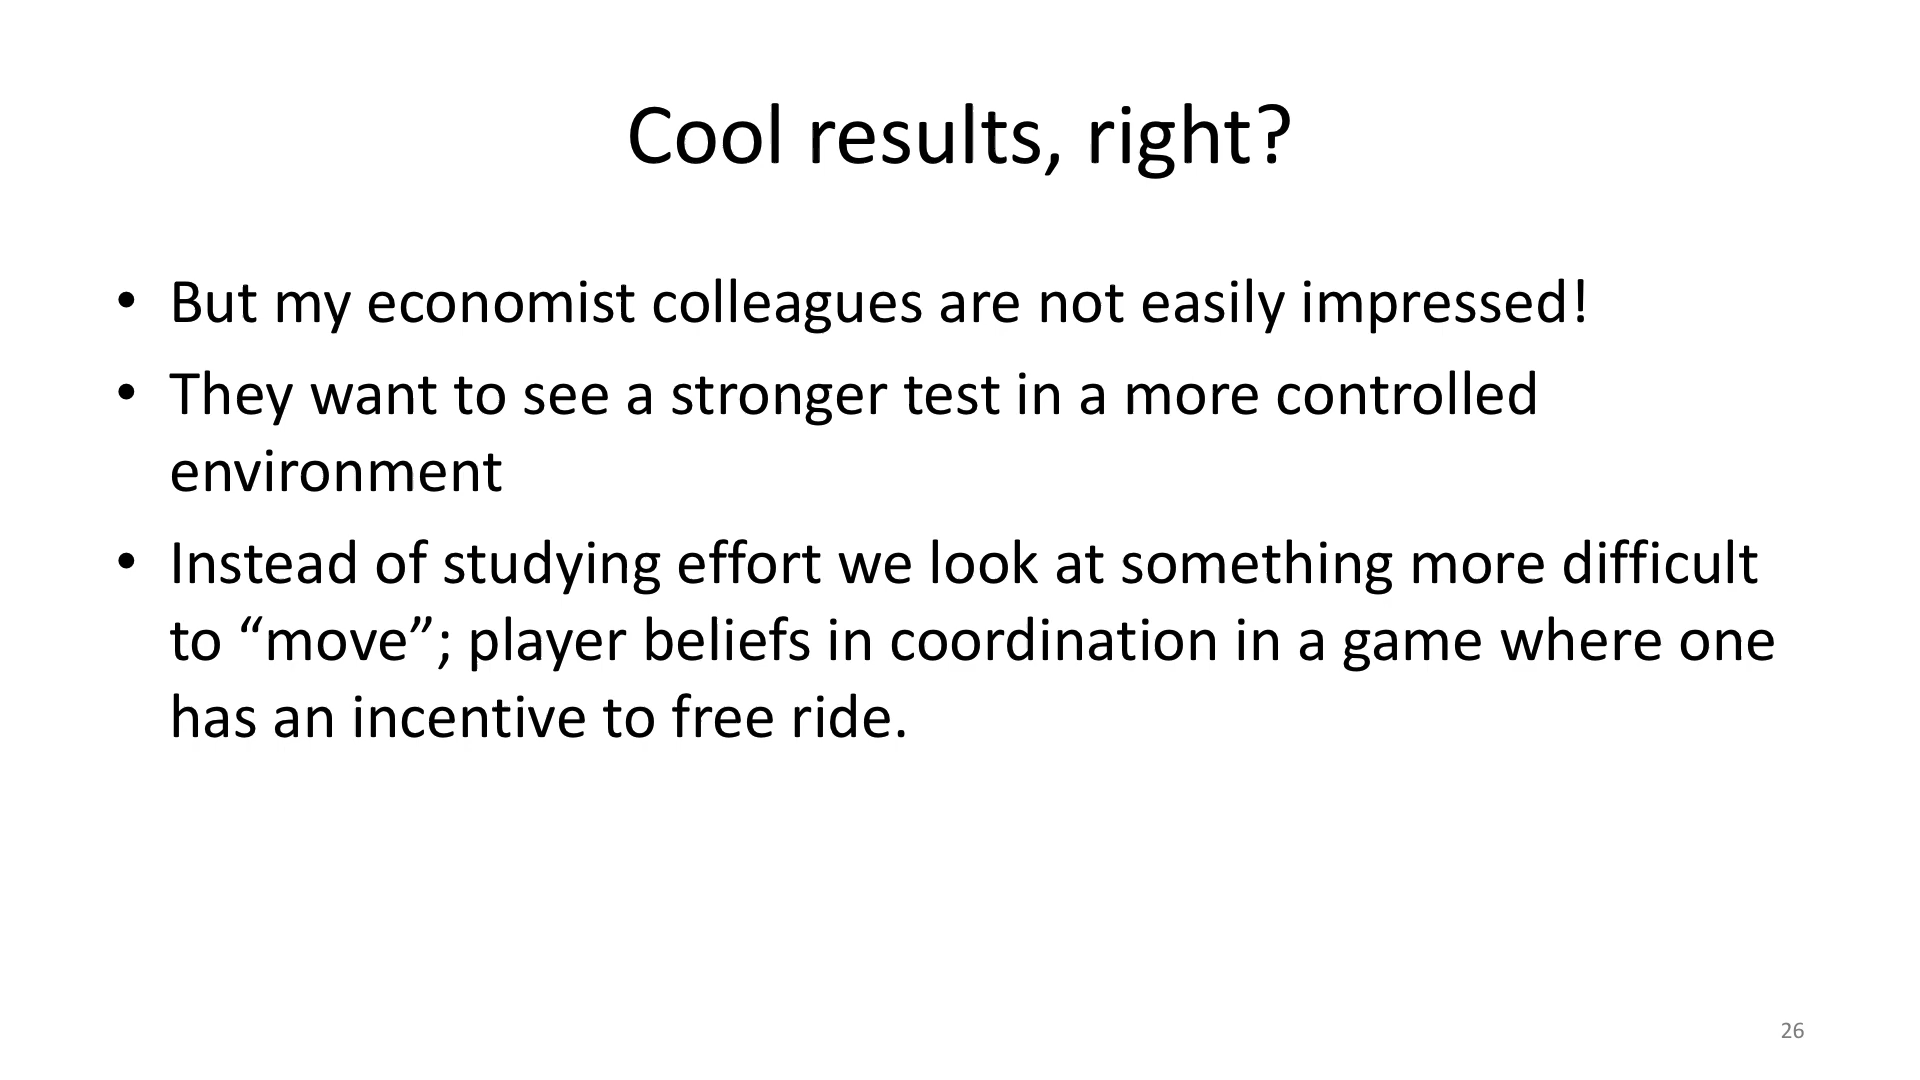 Cool results, right?
• But my economist colleagues are not easily impressed!
• They want to see a stronger test in a more controlled
environment
• Instead of studying effort we look at something more difficult
to “move”; player beliefs in coordination in a game where one
has an incentive to free ride.
26